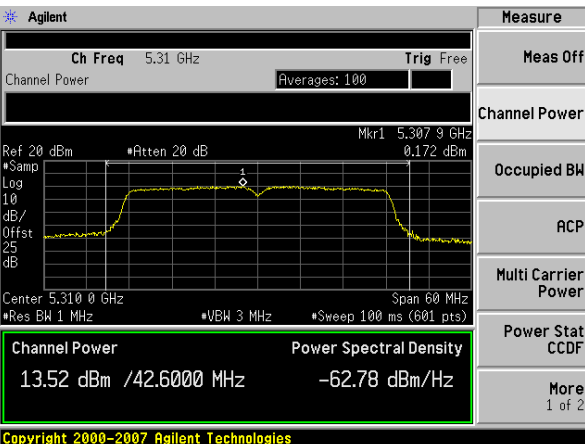 Agilent
Measure
Ch Freq 5.31 GHz Trig Free
Meas Off
Channel Power Averages: 100
Channel Power
Mkr1 5.307 9 GHz
Ref 20 dBm #Atten 20 dB 0.172 dBm
#Samp
Log
10
dB/
Offst
25
dB
1
Occupied BW
ACP
Multi Carrier
Power
Center 5.310 0 GHz Span 60 MHz
#Res BW 1 MHz #VBW 3 MHz #Sweep 100 ms (601 pts)
Power Stat
CCDF
Channel Power Power Spectral Density
13.52 dBm /42.6000 MHz -62.78 dBm/Hz
More
1 of 2
Copyright 2000-2007 Agilent Technologies